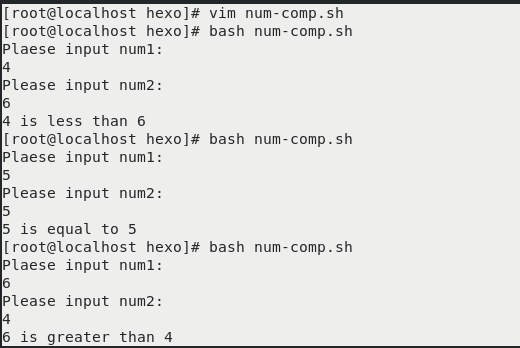 [root@localhost hexo]# vim num-comp.sh
[root@localhost hexo]# bash num-comp.sh
Plaese input num1:
4
Please input num2:
6
4 is less than 6
[root@localhost hexo]# bash num-comp.sh
Plaese input num1:
5
Please input num2:
5
5 is equal to 5
[root@localhost hexo]# bash num-comp.sh
Plaese input num1:
6
Please input num2:
4
6 is greater than 4